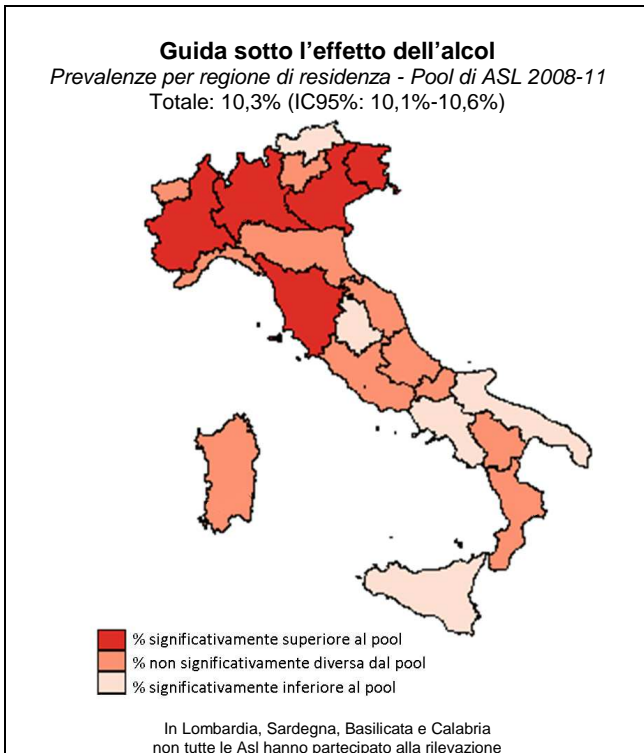 Guida sotto l'effetto dell'alcol
Prevalenze per regione di residenza - Pool di ASL 2008-11
Totale: 10,3% (IC95%: 10,1%-10,6%)
% significativamente superiore al pool
% non significativamente diversa dal pool
% significativamente inferiore al pool
In Lombardia, Sardegna, Basilicata e Calabria
non tutte le Asl hanno partecipato alla rilevazione